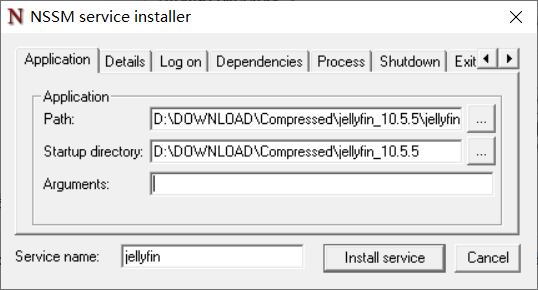 NSSM service installer
Application Details Log on Dependencies Process Shutdown Exit
Application
Path: D:\DOWNLOAD\Compressed\jellyfin_10.5.5\jellyfin ...
Startup directory: D:\DOWNLOAD\Compressed\jellyfin_10.5.5 ...
Arguments:
Service name: jellyfin Install service Cancel